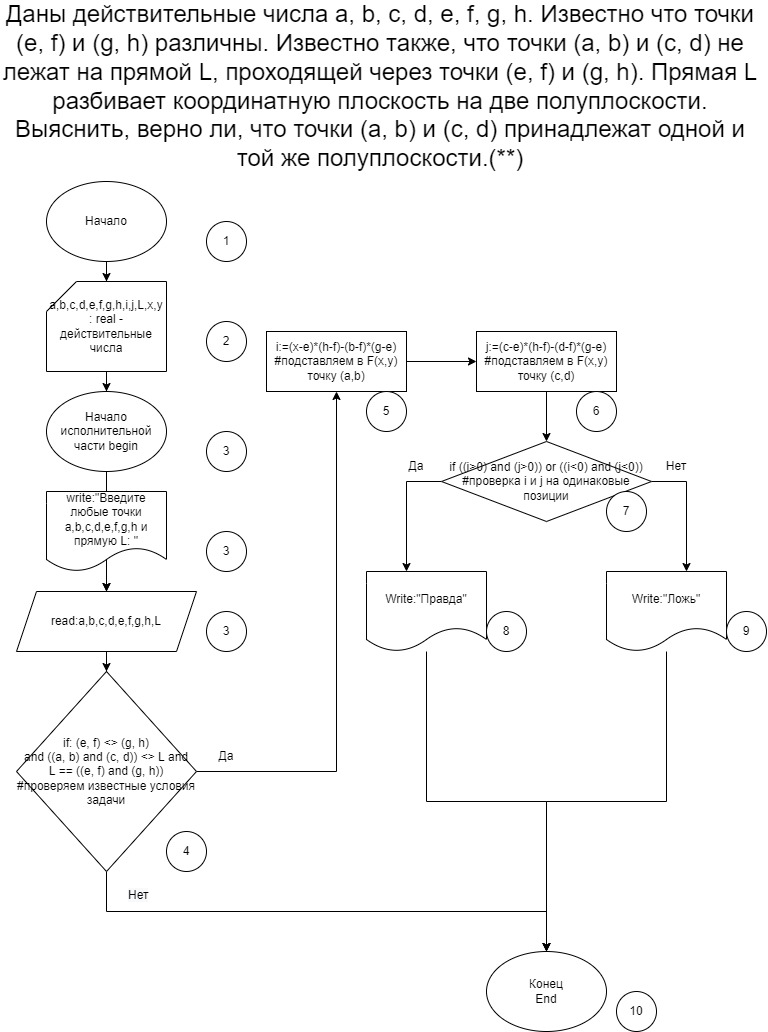 Даны действительные числа a, b, c, d, e, f, g, h. Известно что точки
(e, f) и (g, h) различны. Известно также, что точки (a, b) и (c, d) не
лежат на прямой L, проходящей через точки (e, f) и (g, h). Прямая L
разбивает координатную плоскость на две полуплоскости.
Выяснить, верно ли, что точки (a, b) и (c, d) принадлежат одной и
той же полуплоскости.(**)
Начало
1
a,b,c,d,e,f,g,h,i,j,L,x,y
: real -
действительные
числа
2
Начало
исполнительной
части begin
3
write:"Введите
любые точки
a,b,c,d,e,f,g,h и
прямую L: "
3
read:a,b,c,d,e,f,g,h,L
3
if: (e, f) <> (g, h)
and ((a, b) and (c, d)) <> L and
L == ((e, f) and (g, h))
#проверяем известные условия
задачи
Да
4
Нет
i:=(x-e)*(h-f)-(b-f)*(g-e)
#подставляем в F(x,y)
точку (a,b)
5
j:=(c-e)*(h-f)-(d-f)*(g-e)
#подставляем в F(x,y)
точку (c,d)
6
Да
if ((i>0) and (j>0)) or ((i<0) and (j<0))
#проверка i и j на одинаковые
позиции
Нет
7
Write:"Правда"
8
Write:"Ложь"
9
Конец
End
10